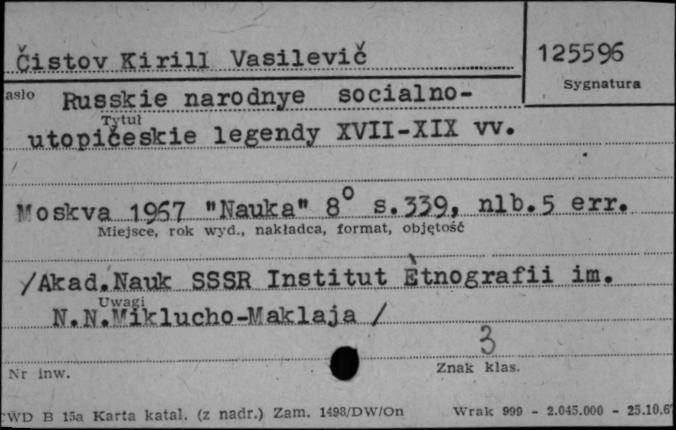 Čistov Kirill Vasilevič
125596
Sygnatura
asło Russkie narodnye socialno-
Tytuł
utopičeskie legendy XVII-XIX vv.
Moskva 1967 "Nauka" 8° s.339, nlb.5 err.
Miejsce, rok wyd., nakładca, format, objętość
/Akad.Nauk SSSR Institut Ètnografii im.
Uwagi
N.N.Miklucho-Maklaja /
3
Nr inw.
Znak klas.
CWD B 15a Karta katal. (z nadr.) Zam. 1498/DW/On Wrak 999 - 2.045.000 - 25.10.6